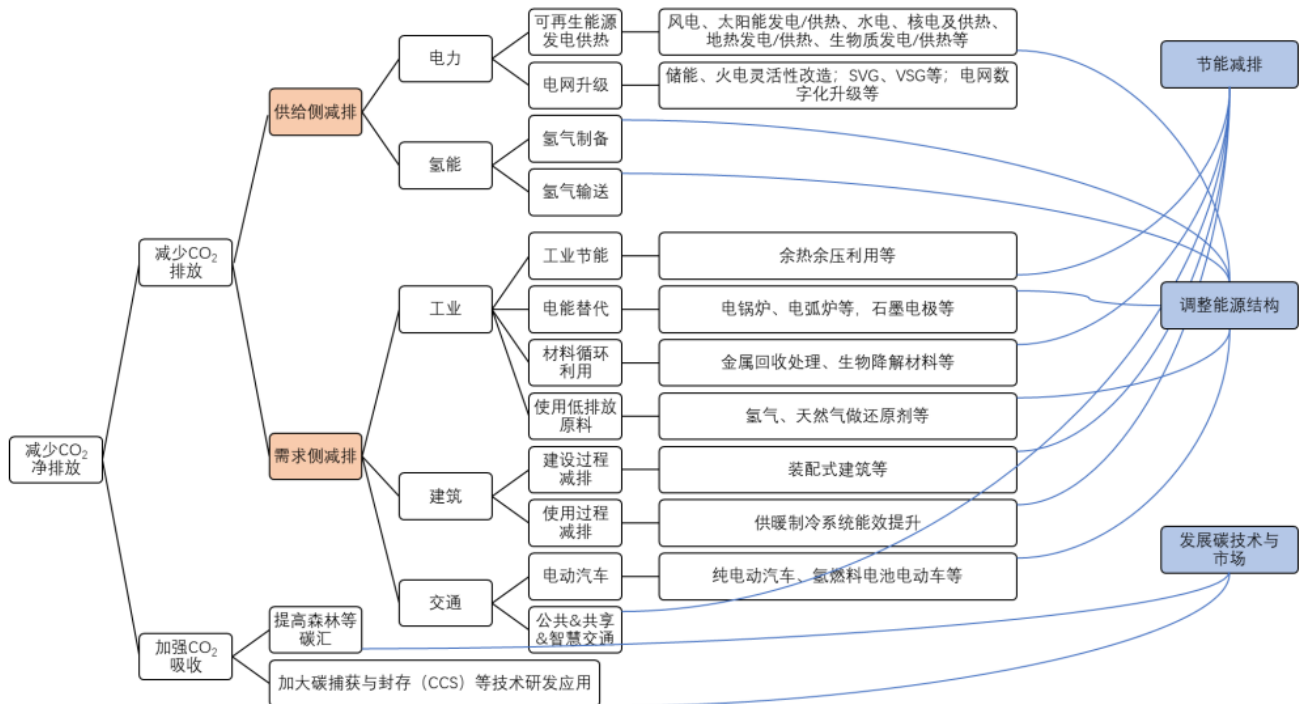 可再生能源
发电供热
风电、太阳能发电/供热、水电、核电及供热、
地热发电/供热、生物质发电/供热等
电力
节能减排
电网升级
储能、火电灵活性改造；SVG、VSG等；电网数
字化升级等
供给侧减排
氢气制备
氢能
氢气输送
减少CO₂
排放
工业节能
余热余压利用等
工业
电能替代
电锅炉、电弧炉等，石墨电极等
调整能源结构
材料循环
利用
金属回收处理、生物降解材料等
使用低排放
原料
氢气、天然气做还原剂等
减少CO₂
净排放
需求侧减排
建设过程
减排
装配式建筑等
建筑
使用过程
减排
供暖制冷系统能效提升
发展碳技术与
市场
电动汽车
纯电动汽车、氢燃料电池电动车等
交通
公共&共享
&智慧交通
提高森林等
碳汇
加强CO₂
吸收
加大碳捕获与封存（CCS）等技术研发应用